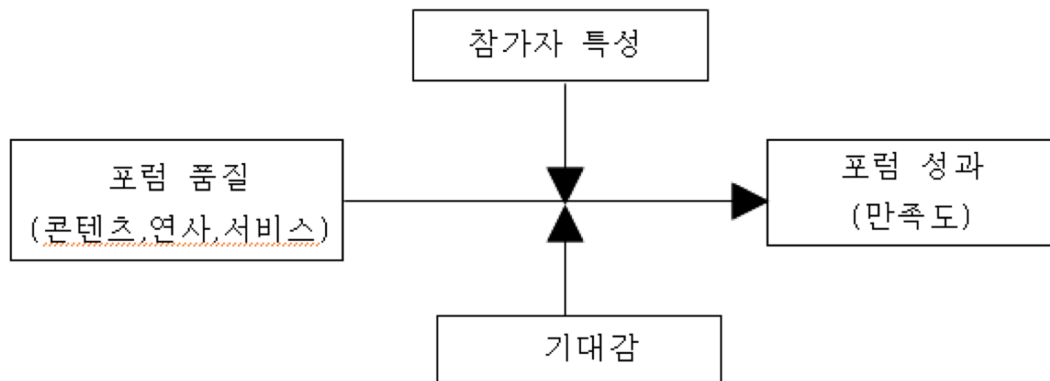 참가자 특성
포럼 품질
(콘텐츠,연사,서비스)
포럼 성과
(만족도)
기대감